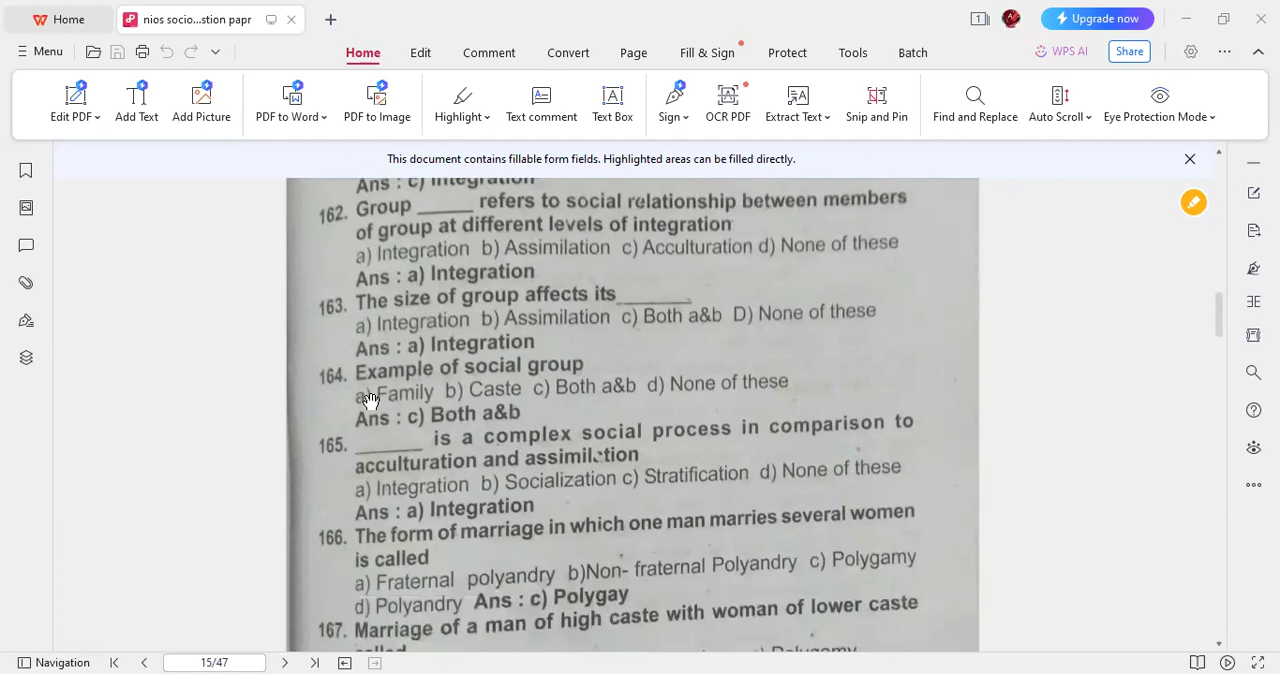 Home
nios socio...stion papr
1
Upgrade now
Menu
Home
Edit
Comment
Convert
Page
Fill & Sign
Protect
Tools
Batch
WPS AI
Share
Edit PDF
Add Text
Add Picture
PDF to Word
PDF to Image
Highlight
Text comment
Text Box
Sign
OCR PDF
Extract Text
Snip and Pin
Find and Replace
Auto Scroll
Eye Protection Mode
This document contains fillable form fields. Highlighted areas can be filled directly.
Ans : c) Integration
162. Group _____ refers to social relationship between members
of group at different levels of integration
a) Integration b) Assimilation c) Acculturation d) None of these
Ans : a) Integration
163. The size of group affects its_______
a) Integration b) Assimilation c) Both a&b D) None of these
Ans : a) Integration
164. Example of social group
a) Family b) Caste c) Both a&b d) None of these
Ans : c) Both a&b
165. ______ is a complex social process in comparison to
acculturation and assimilation
a) Integration b) Socialization c) Stratification d) None of these
Ans : a) Integration
166. The form of marriage in which one man marries several women
is called
a) Fraternal polyandry b)Non- fraternal Polyandry c) Polygamy
d) Polyandry Ans : c) Polygay
167. Marriage of a man of high caste with woman of lower caste
called
c) Polygamy
Navigation
15/47